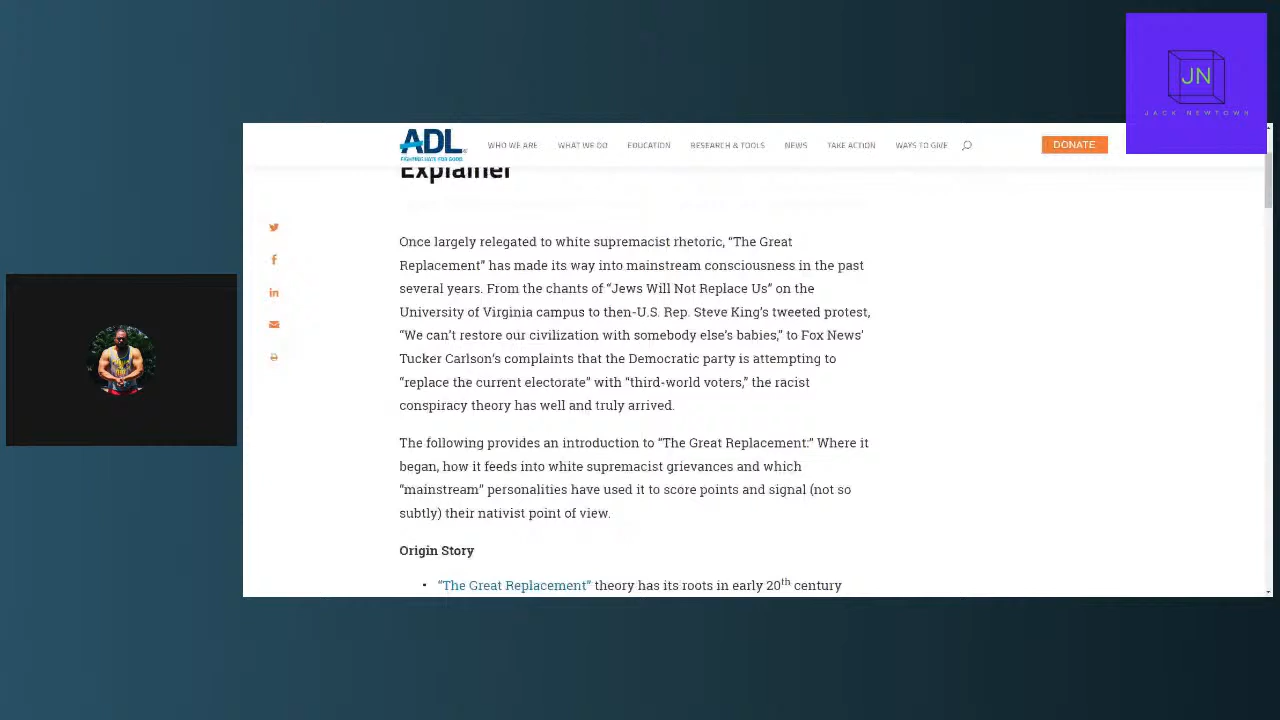 JN
JACK NEWTOWN
ADL
FIGHTING HATE FOR GOOD.
WHO WE ARE
WHAT WE DO
EDUCATION
RESEARCH & TOOLS
NEWS
TAKE ACTION
WAYS TO GIVE
DONATE
Explainer
Once largely relegated to white supremacist rhetoric, “The Great
Replacement” has made its way into mainstream consciousness in the past
several years. From the chants of “Jews Will Not Replace Us” on the
University of Virginia campus to then-U.S. Rep. Steve King’s tweeted protest,
“We can’t restore our civilization with somebody else’s babies,” to Fox News’
Tucker Carlson’s complaints that the Democratic party is attempting to
“replace the current electorate” with “third-world voters,” the racist
conspiracy theory has well and truly arrived.
The following provides an introduction to “The Great Replacement:” Where it
began, how it feeds into white supremacist grievances and which
“mainstream” personalities have used it to score points and signal (not so
subtly) their nativist point of view.
Origin Story
▪ “The Great Replacement” theory has its roots in early 20th century